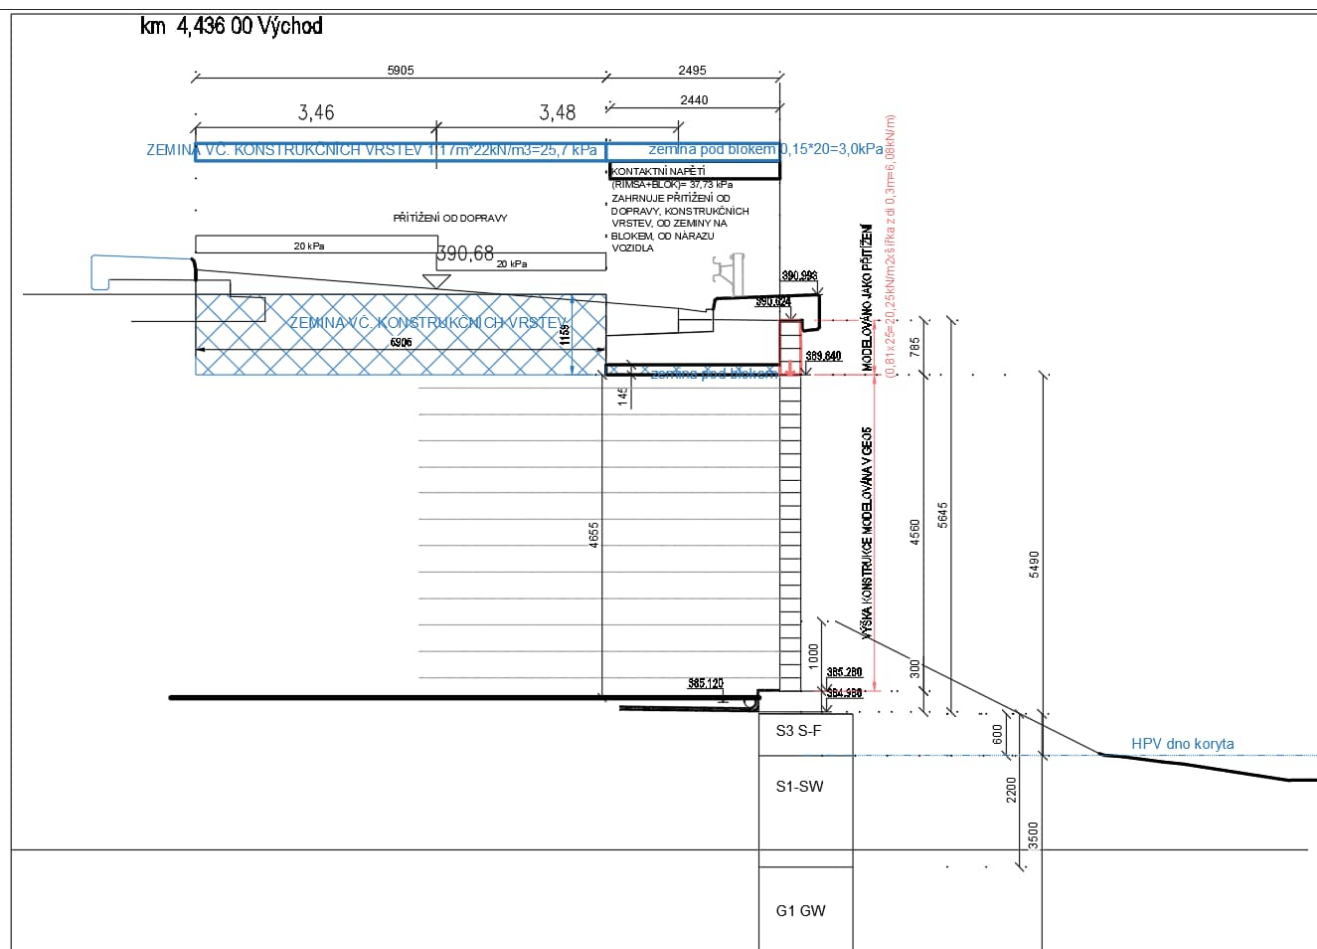 km 4,436 00 Východ
5905
2495
2440
3,46
3,48
ZEMINA VČ. KONSTRUKČNÍCH VRSTEV 1,17m*22kN/m3=25,7 kPa
zemina pod blokem 0,15*20=3,0kPa
KONTAKTNÍ NAPĚTÍ
(ŘÍMSA+BLOK)= 37,73 kPa
ZAHRNUJE PŘITÍŽENÍ OD
DOPRAVY, KONSTRUKČNÍCH
VRSTEV, OD ZEMINY NA
BLOKEM, OD NÁRAZU
VOZIDLA
PŘITÍŽENÍ OD DOPRAVY
20 kPa
390,68
20 kPa
390,993
390,624
ZEMINA VČ. KONSTRUKČNÍCH VRSTEV
1159
389,840
zemina pod blokem
145
MODELOVÁNO JAKO PŘITÍŽENÍ
(0,81x25=20,25kN/m2xšířka zdi 0,3m=6,08kN/m)
785
VÝŠKA KONSTRUKCE MODELOVÁNA V GEO5
4655
4560
5645
5490
1000
300
385,120
385,280
384,980
S3 S-F
600
HPV dno koryta
S1-SW
2200
3500
G1 GW